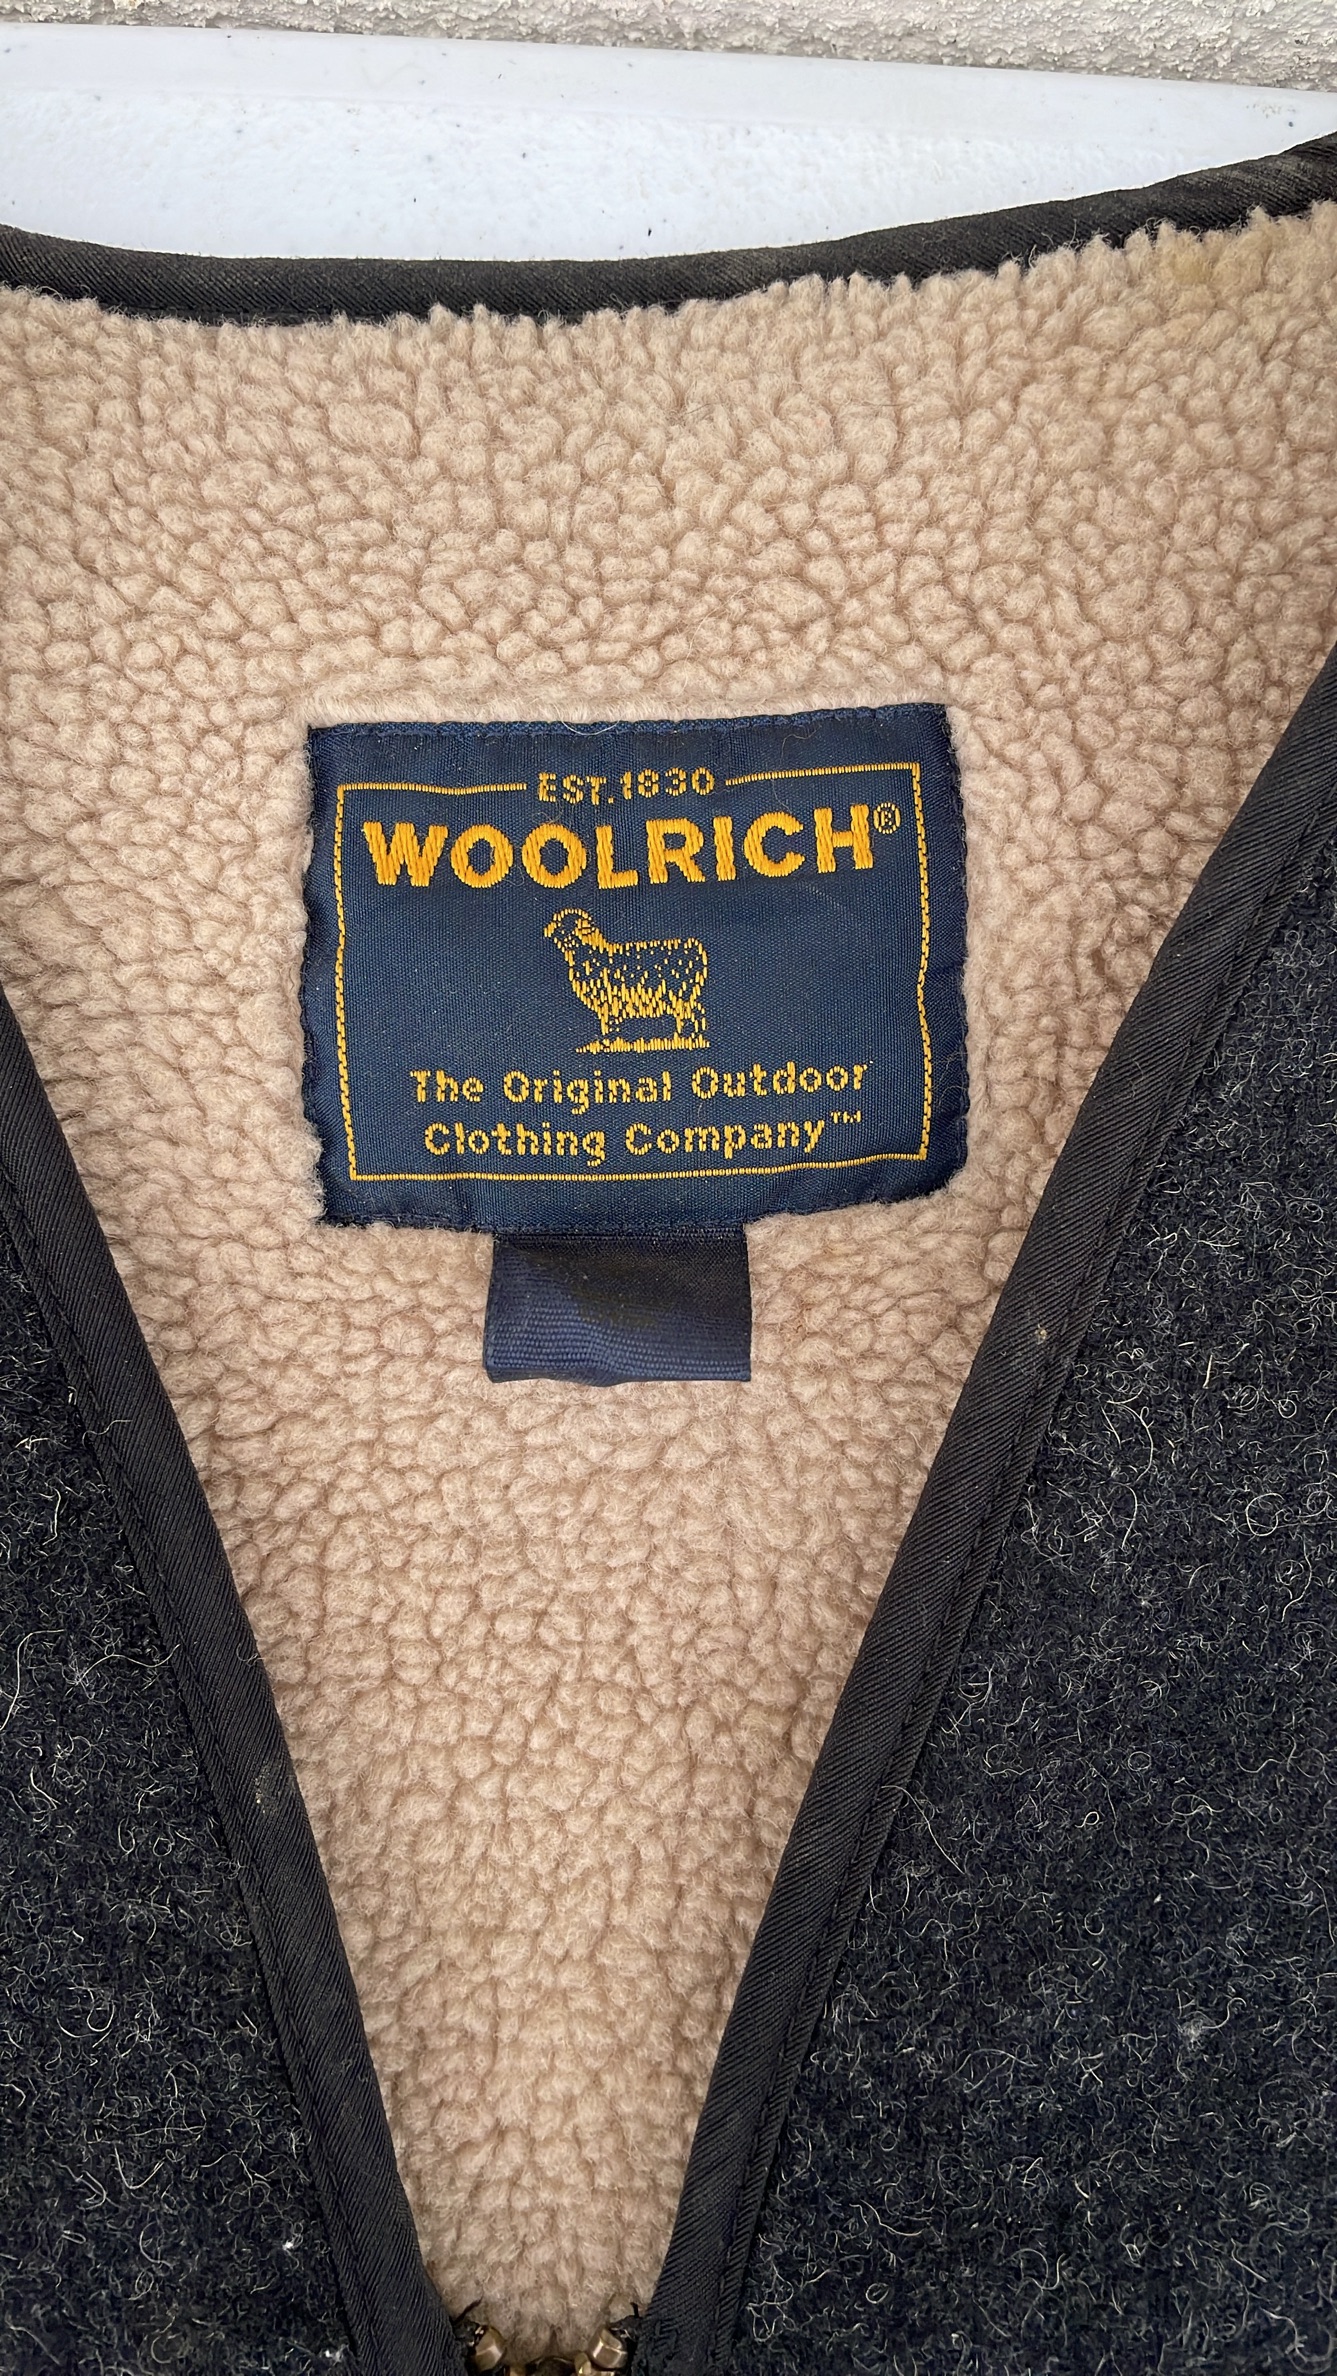 EST.1830
WOOLRICH®
The Original Outdoor
Clothing Company™